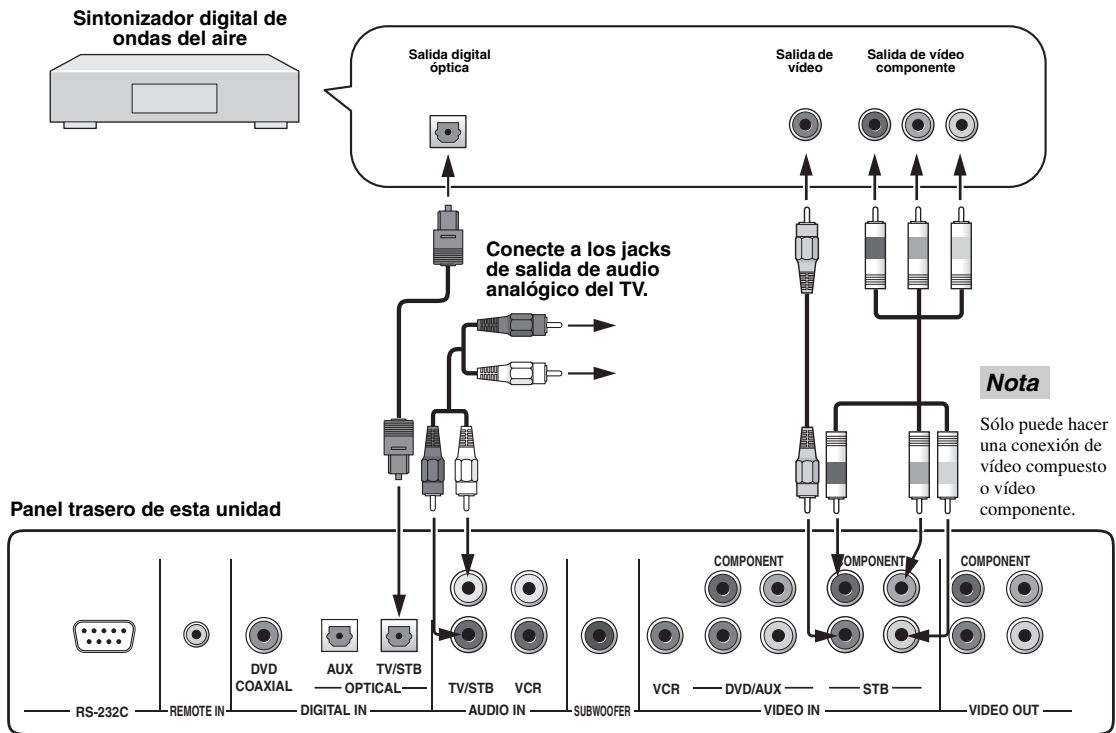 Sintonizador digital de
ondas del aire
Salida digital
óptica
Salida de
vídeo
Salida de vídeo
componente
Conecte a los jacks
de salida de audio
analógico del TV.
Nota
Sólo puede hacer
una conexión de
vídeo compuesto
o vídeo
componente.
Panel trasero de esta unidad
COMPONENT
COMPONENT
COMPONENT
DVD
COAXIAL
AUX
TV/STB
OPTICAL
TV/STB
VCR
VCR
DVD/AUX
STB
RS-232C
REMOTE IN
DIGITAL IN
AUDIO IN
SUBWOOFER
VIDEO IN
VIDEO OUT